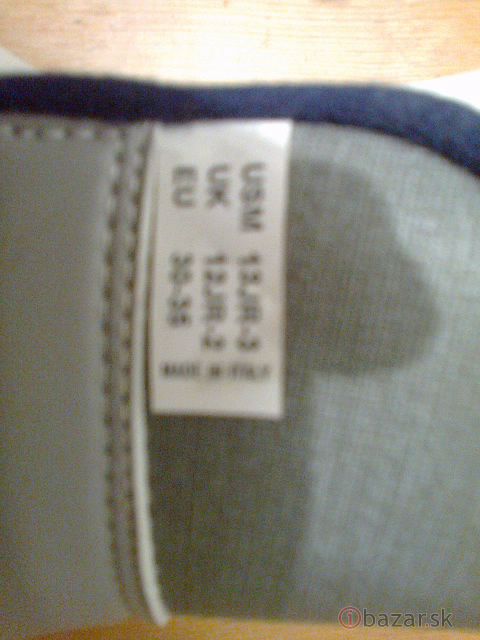 USM 13JR-3
UK 12JR-2
EU 30-35
MADE IN ITALY
bazar.sk